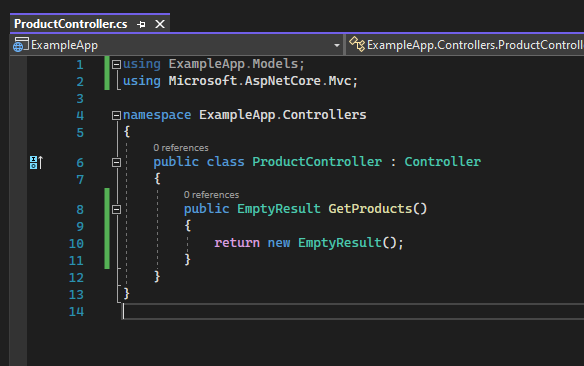 ProductController.cs
ExampleApp
ExampleApp.Controllers.ProductControll
1 using ExampleApp.Models;
2 using Microsoft.AspNetCore.Mvc;
3
4 namespace ExampleApp.Controllers
5 {
0 references
6 public class ProductController : Controller
7 {
0 references
8 public EmptyResult GetProducts()
9 {
10 return new EmptyResult();
11 }
12 }
13 }
14